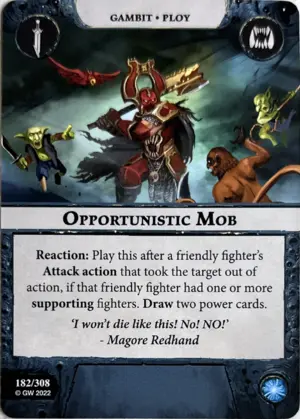 GAMBIT • PLOY
OPPORTUNISTIC MOB
Reaction: Play this after a friendly fighter's
Attack action that took the target out of
action, if that friendly fighter had one or more
supporting fighters. Draw two power cards.
'I won't die like this! No! NO!'
- Magore Redhand
182/308
© GW 2022